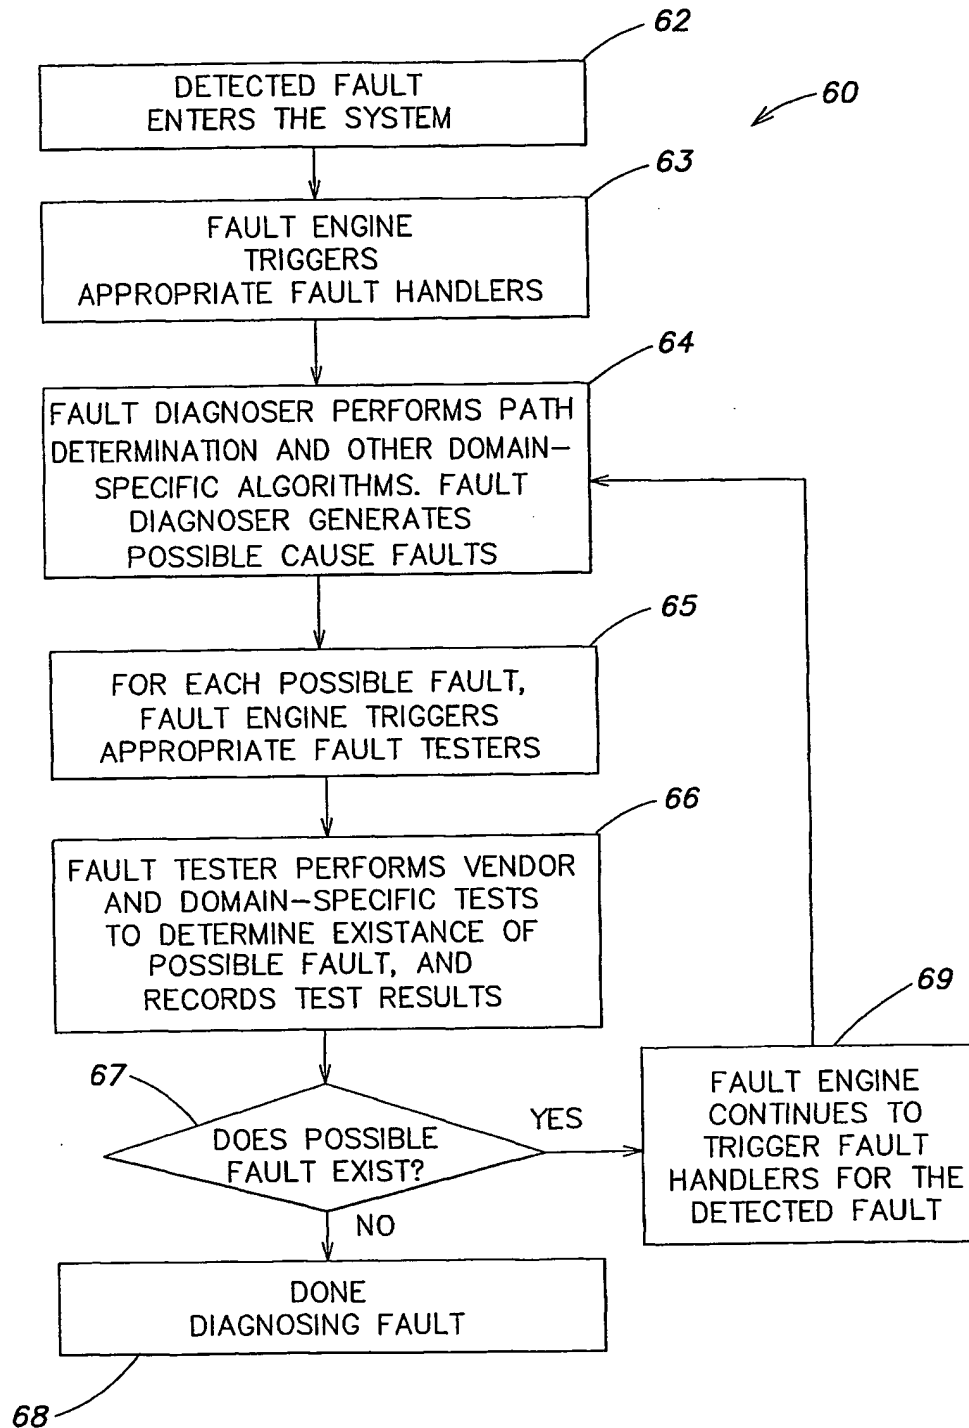 62
DETECTED FAULT
ENTERS THE SYSTEM
60
63
FAULT ENGINE
TRIGGERS
APPROPRIATE FAULT HANDLERS
64
FAULT DIAGNOSER PERFORMS PATH
DETERMINATION AND OTHER DOMAIN–
SPECIFIC ALGORITHMS. FAULT
DIAGNOSER GENERATES
POSSIBLE CAUSE FAULTS
65
FOR EACH POSSIBLE FAULT,
FAULT ENGINE TRIGGERS
APPROPRIATE FAULT TESTERS
66
FAULT TESTER PERFORMS VENDOR
AND DOMAIN–SPECIFIC TESTS
TO DETERMINE EXISTANCE OF
POSSIBLE FAULT, AND
RECORDS TEST RESULTS
67
DOES POSSIBLE
FAULT EXIST?
YES
69
FAULT ENGINE
CONTINUES TO
TRIGGER FAULT
HANDLERS FOR THE
DETECTED FAULT
NO
DONE
DIAGNOSING FAULT
68